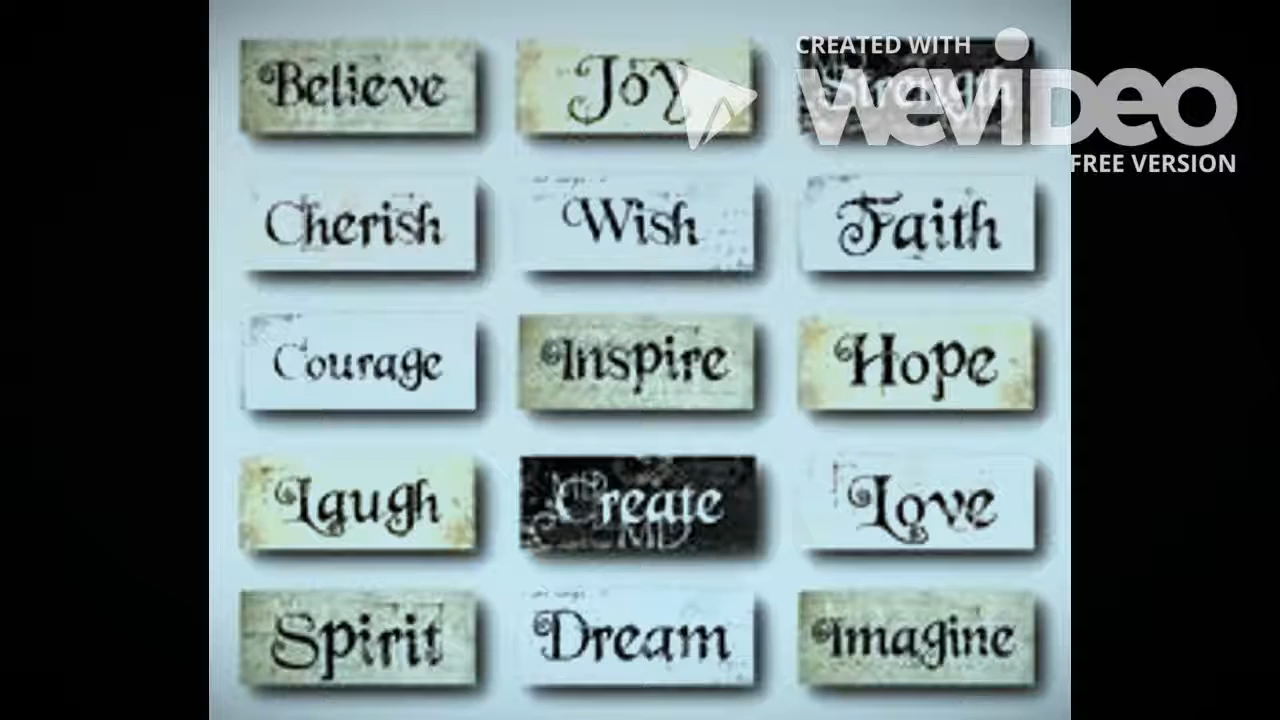 Believe
Joy
Strength
CREATED WITH
WEVIDEO
FREE VERSION
Cherish
Wish
Faith
Courage
Inspire
Hope
Laugh
Create
Love
Spirit
Dream
Imagine